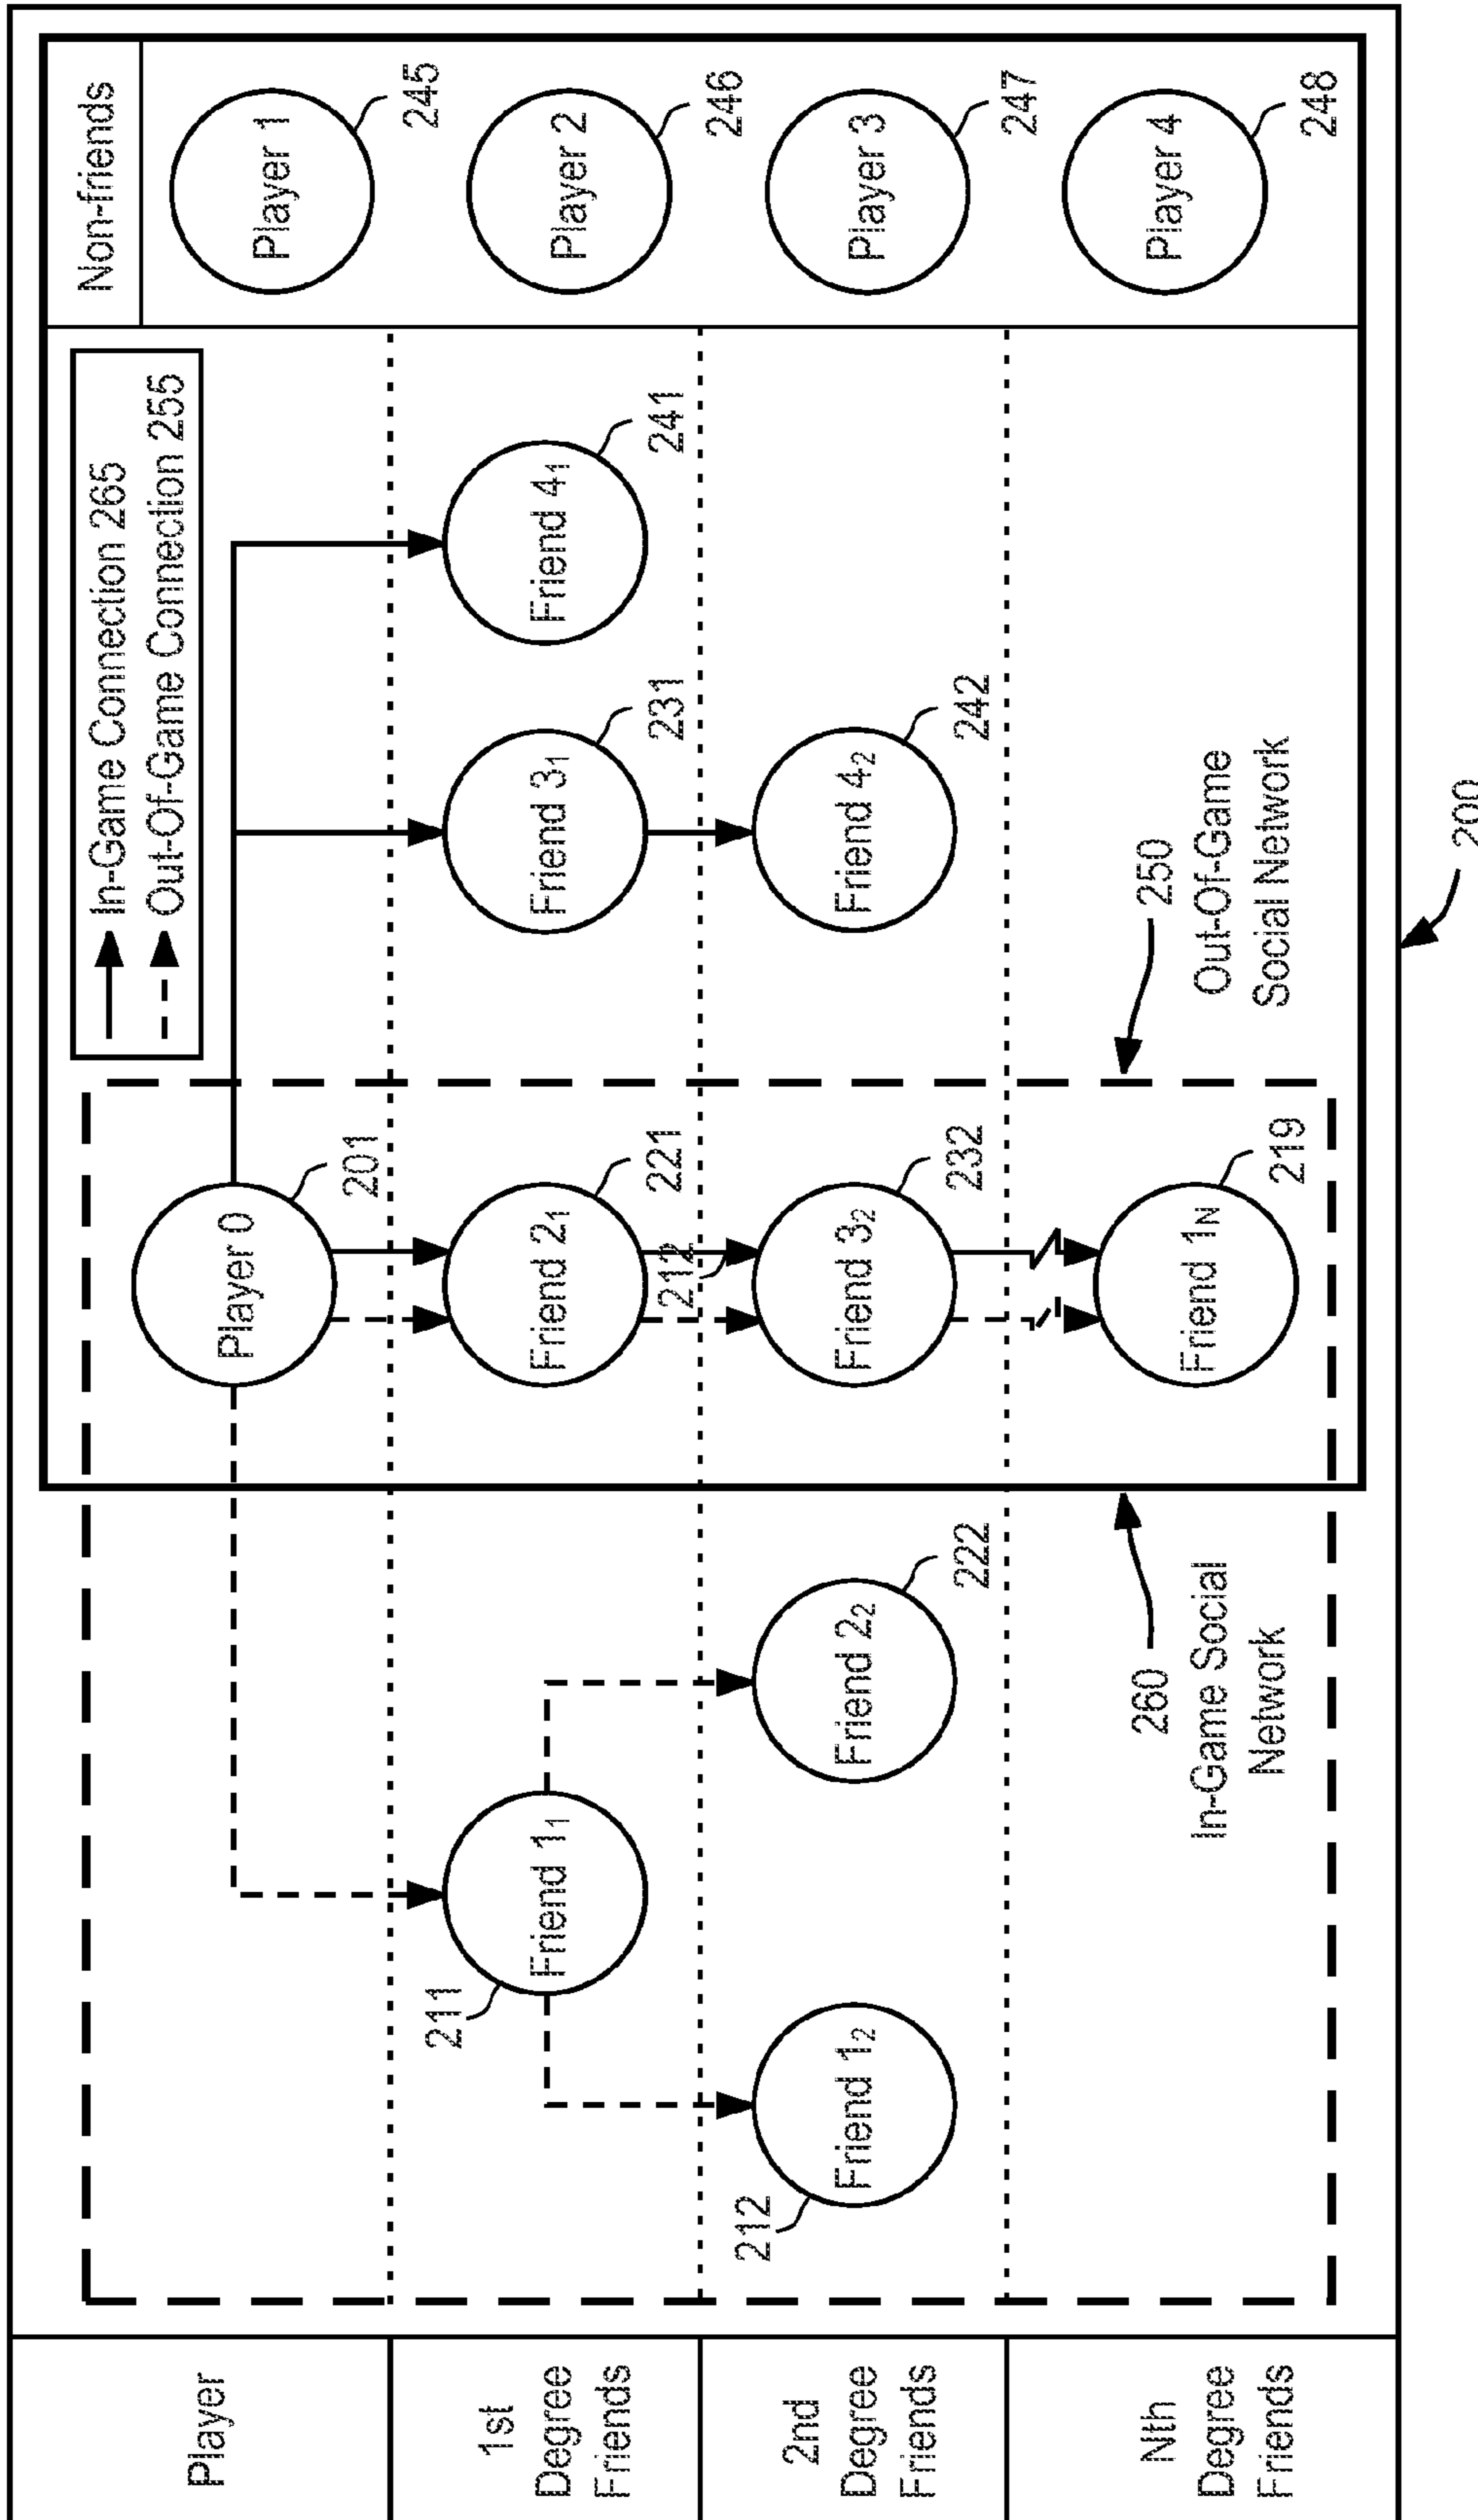 Player
Player 0
201
In-Game Connection 265
Out-Of-Game Connection 255
Non-friends
Player 1
245
1st
Degree
Friends
211
Friend 1₁
Friend 2₁
221
Friend 3₁
231
Friend 4₁
241
Player 2
246
212
2nd
Degree
Friends
212
Friend 1₂
Friend 2₂
222
Friend 3₂
232
Friend 4₂
242
Player 3
247
Nth
Degree
Friends
260
In-Game Social
Network
Friend 1N
219
250
Out-Of-Game
Social Network
Player 4
248
200